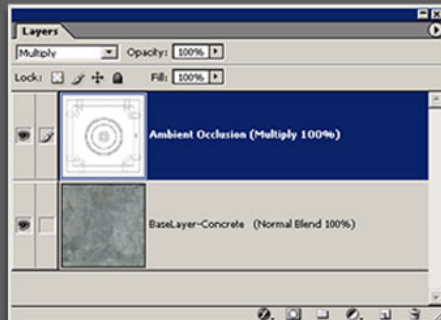 Layers
Multiply Opacity: 100%
Lock: Fill: 100%
Ambient Occlusion (Multiply 100%)
BaseLayer-Concrete (Normal Blend 100%)